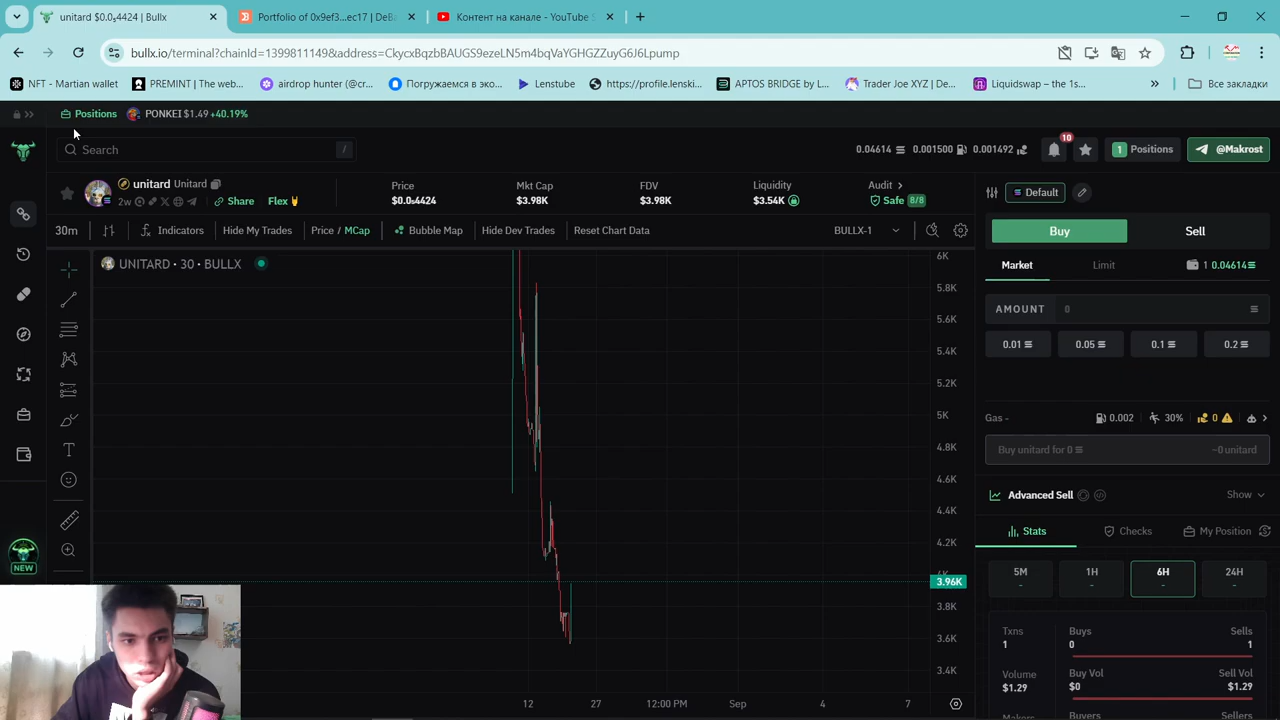 unitard $0.0₅4424 | Bullx
Portfolio of 0x9ef3...ec17 | DeBa
Контент на канале - YouTube S
bullx.io/terminal?chainId=1399811149&address=CkycxBqzbBAUGS9ezeLN5m4bqVaYGHGZZuyG6J6Lpump
NFT - Martian wallet
PREMINT | The web...
airdrop hunter (@cr...
Погружаемся в эко...
Lenstube
https://profile.lenski...
APTOS BRIDGE by L...
Trader Joe XYZ | De...
Liquidswap – the 1s...
Все закладки
Positions
PONKEI $1.49 +40.19%
Search
/
0.04614
0.001500
0.001492
10
1 Positions
@Makrost
unitard Unitard
2w
Share
Flex
Price
$0.0₅4424
Mkt Cap
$3.98K
FDV
$3.98K
Liquidity
$3.54K
Audit
Safe 8/8
Default
30m
Indicators
Hide My Trades
Price / MCap
Bubble Map
Hide Dev Trades
Reset Chart Data
BULLX-1
Buy
Sell
UNITARD · 30 · BULLX
Market
Limit
1 0.04614
AMOUNT
0
0.01
0.05
0.1
0.2
Gas -
0.002
30%
0
Buy unitard for 0
~0 unitard
Advanced Sell
Show
Stats
Checks
My Position
5M
-
1H
-
6H
-
24H
-
Txns
1
Buys
0
Sells
1
Volume
$1.29
Buy Vol
$0
Sell Vol
$1.29
Makers
Buyers
Sellers
6K
5.8K
5.6K
5.4K
5.2K
5K
4.8K
4.6K
4.4K
4.2K
4K
3.96K
3.8K
3.6K
3.4K
12
27
12:00 PM
Sep
4
7
NEW